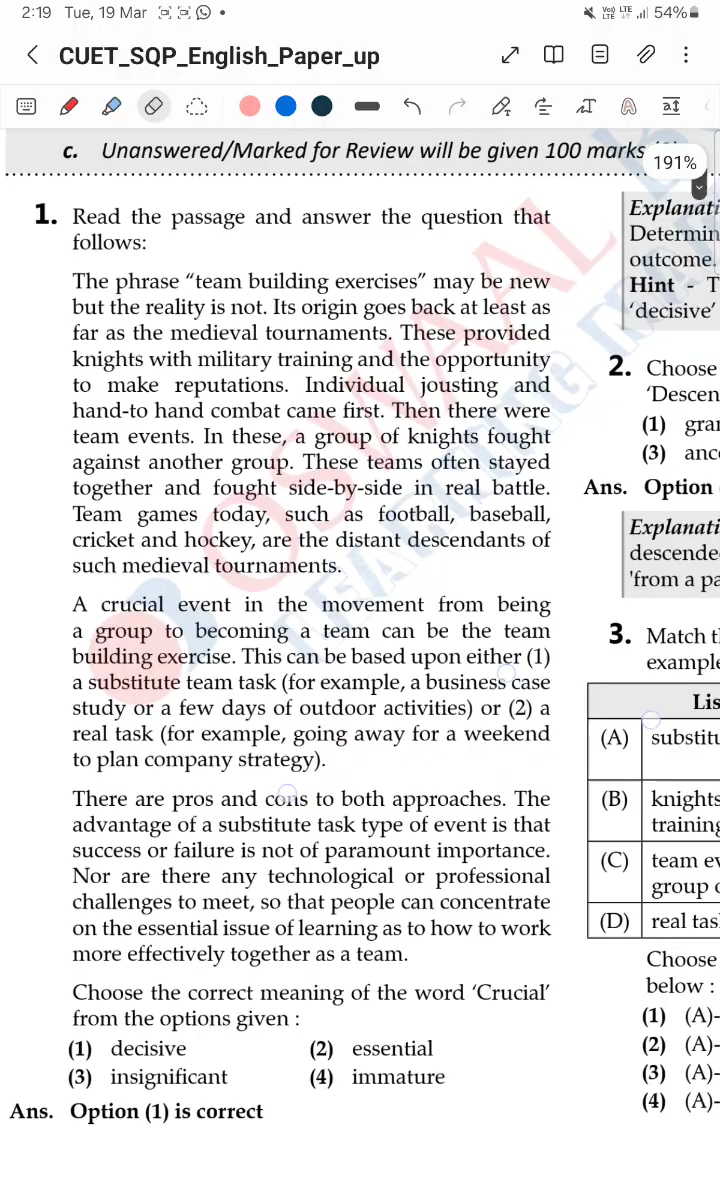 2:19 Tue, 19 Mar
Vo)) LTE
LTE
54%
CUET_SQP_English_Paper_up
c. Unanswered/Marked for Review will be given 100 marks
191%
1. Read the passage and answer the question that
follows:
The phrase “team building exercises” may be new
but the reality is not. Its origin goes back at least as
far as the medieval tournaments. These provided
knights with military training and the opportunity
to make reputations. Individual jousting and
hand-to hand combat came first. Then there were
team events. In these, a group of knights fought
against another group. These teams often stayed
together and fought side-by-side in real battle.
Team games today, such as football, baseball,
cricket and hockey, are the distant descendants of
such medieval tournaments.
A crucial event in the movement from being
a group to becoming a team can be the team
building exercise. This can be based upon either (1)
a substitute team task (for example, a business case
study or a few days of outdoor activities) or (2) a
real task (for example, going away for a weekend
to plan company strategy).
There are pros and cons to both approaches. The
advantage of a substitute task type of event is that
success or failure is not of paramount importance.
Nor are there any technological or professional
challenges to meet, so that people can concentrate
on the essential issue of learning as to how to work
more effectively together as a team.
Choose the correct meaning of the word ‘Crucial’
from the options given :
(1) decisive (2) essential
(3) insignificant (4) immature
Ans. Option (1) is correct
Explanati
Determin
outcome.
Hint - T
‘decisive’
2. Choose
‘Descen
(1) gran
(3) ance
Ans. Option
Explanati
descende
'from a pa
3. Match t
example
Lis
(A) substitu
(B) knights
training
(C) team ev
group o
(D) real tas
Choose
below :
(1) (A)-
(2) (A)-
(3) (A)-
(4) (A)-
OSWAAL
LEARNING MA